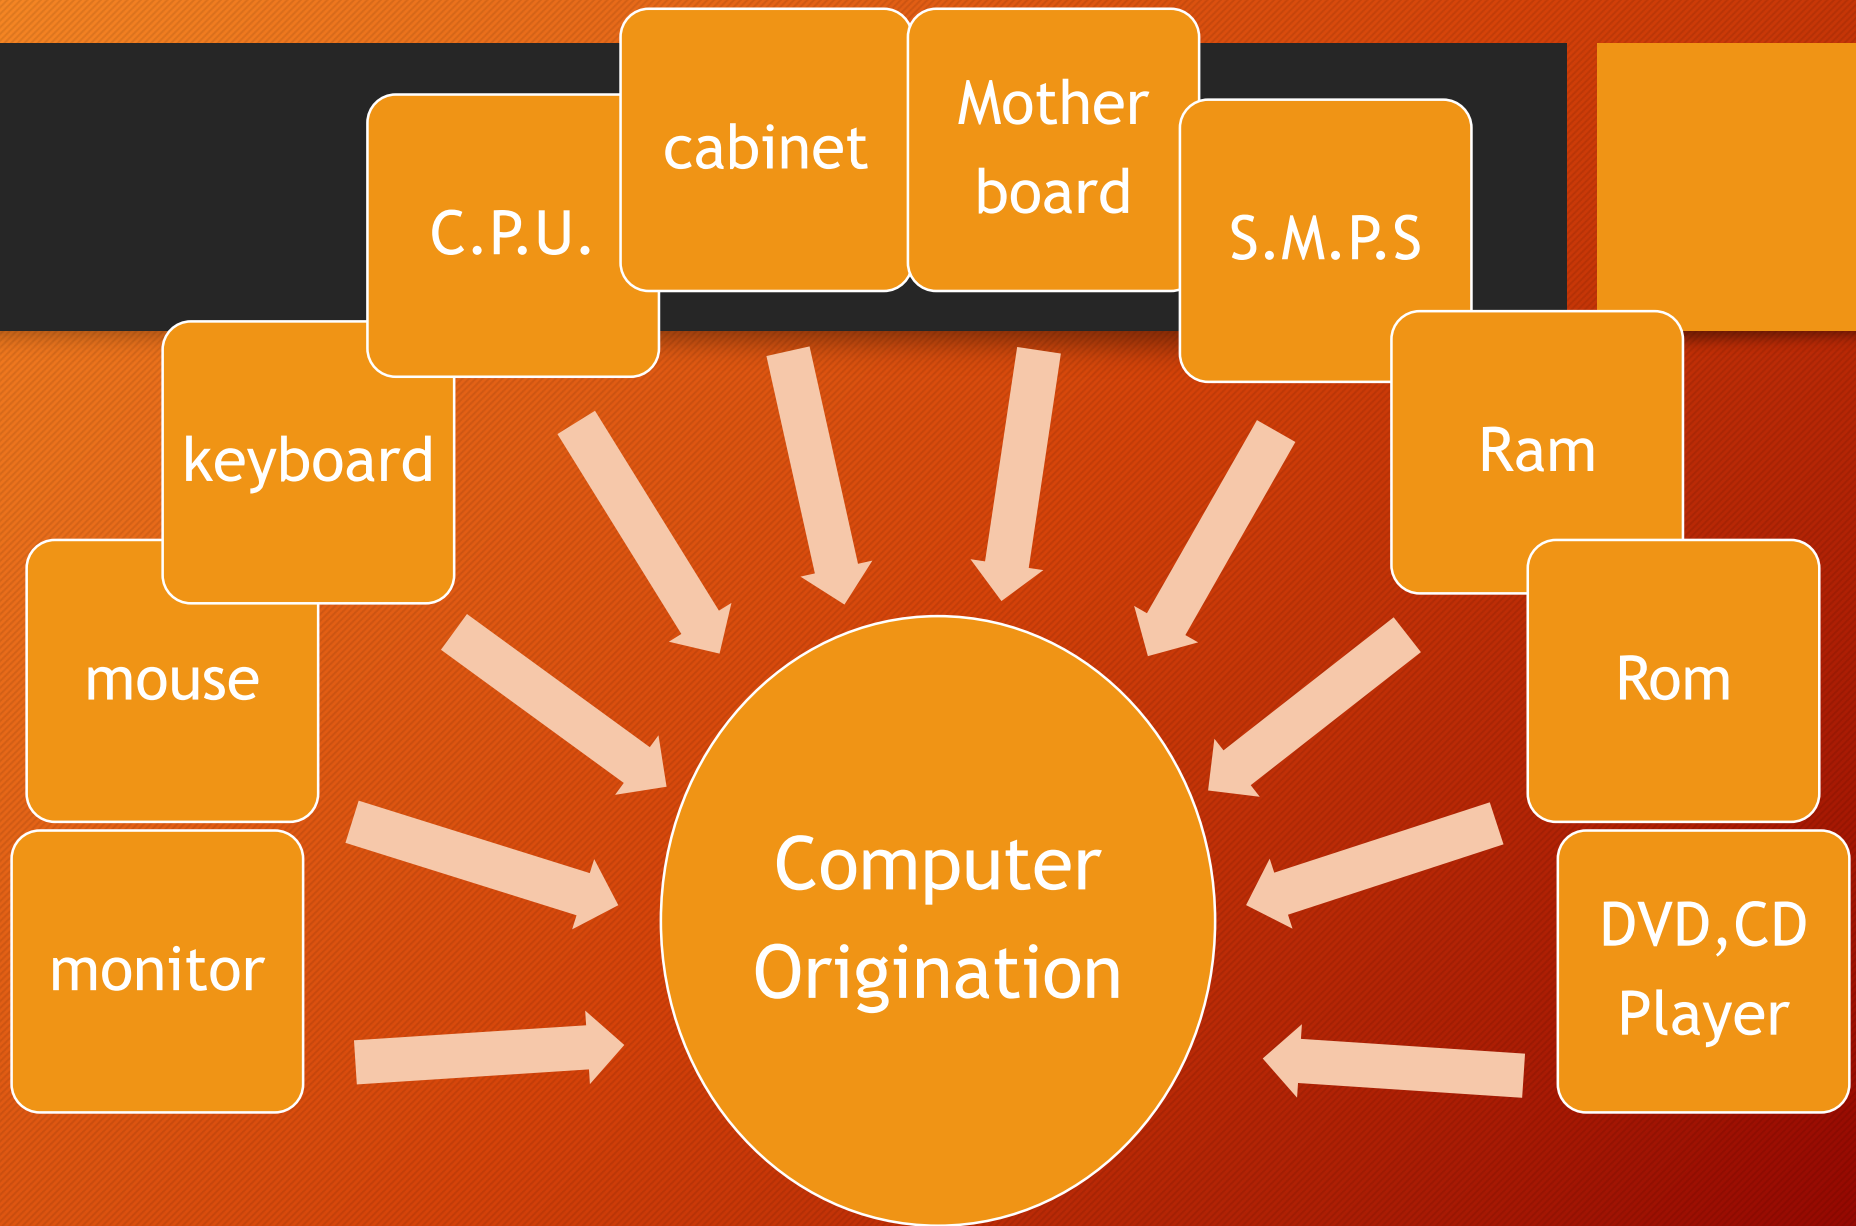 monitor
mouse
keyboard
C.P.U.
cabinet
Mother
board
S.M.P.S
Ram
Rom
DVD,CD
Player
Computer
Origination